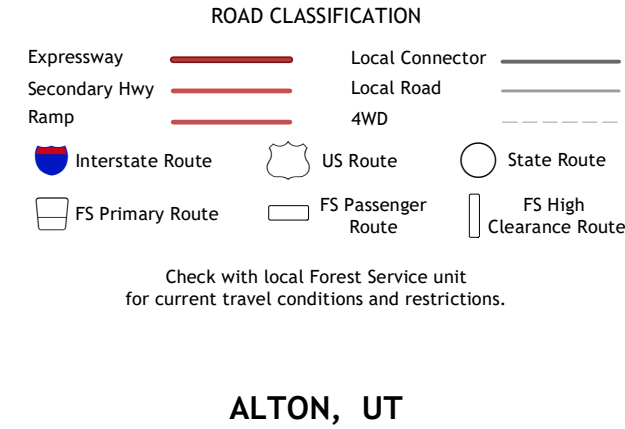 ROAD CLASSIFICATION
Expressway
Local Connector
Secondary Hwy
Local Road
Ramp
4WD
Interstate Route
US Route
State Route
FS Primary Route
FS Passenger
Route
FS High
Clearance Route
Check with local Forest Service unit
for current travel conditions and restrictions.
ALTON, UT